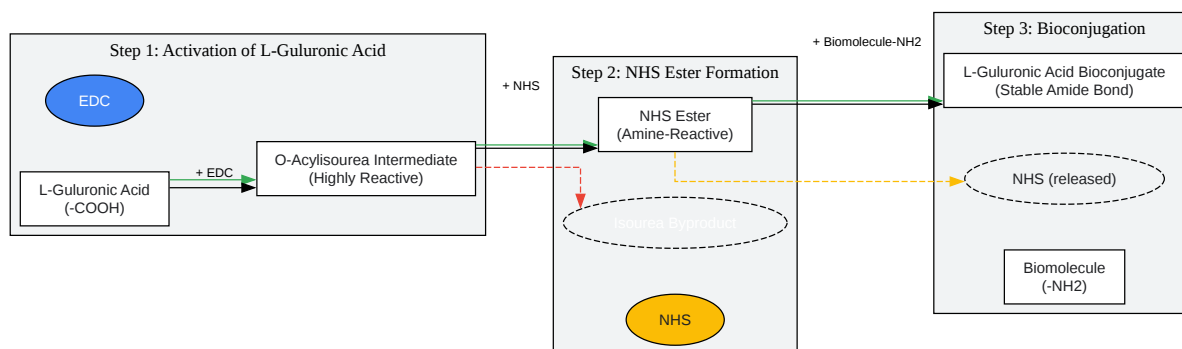 Step 1: Activation of L-Guluronic Acid
EDC
L-Guluronic Acid
(-COOH)
+ EDC
O-Acylisourea Intermediate
(Highly Reactive)
+ NHS
Step 2: NHS Ester Formation
NHS Ester
(Amine-Reactive)
Isourea Byproduct
NHS
+ Biomolecule-NH2
Step 3: Bioconjugation
L-Guluronic Acid Bioconjugate
(Stable Amide Bond)
NHS (released)
Biomolecule
(-NH2)